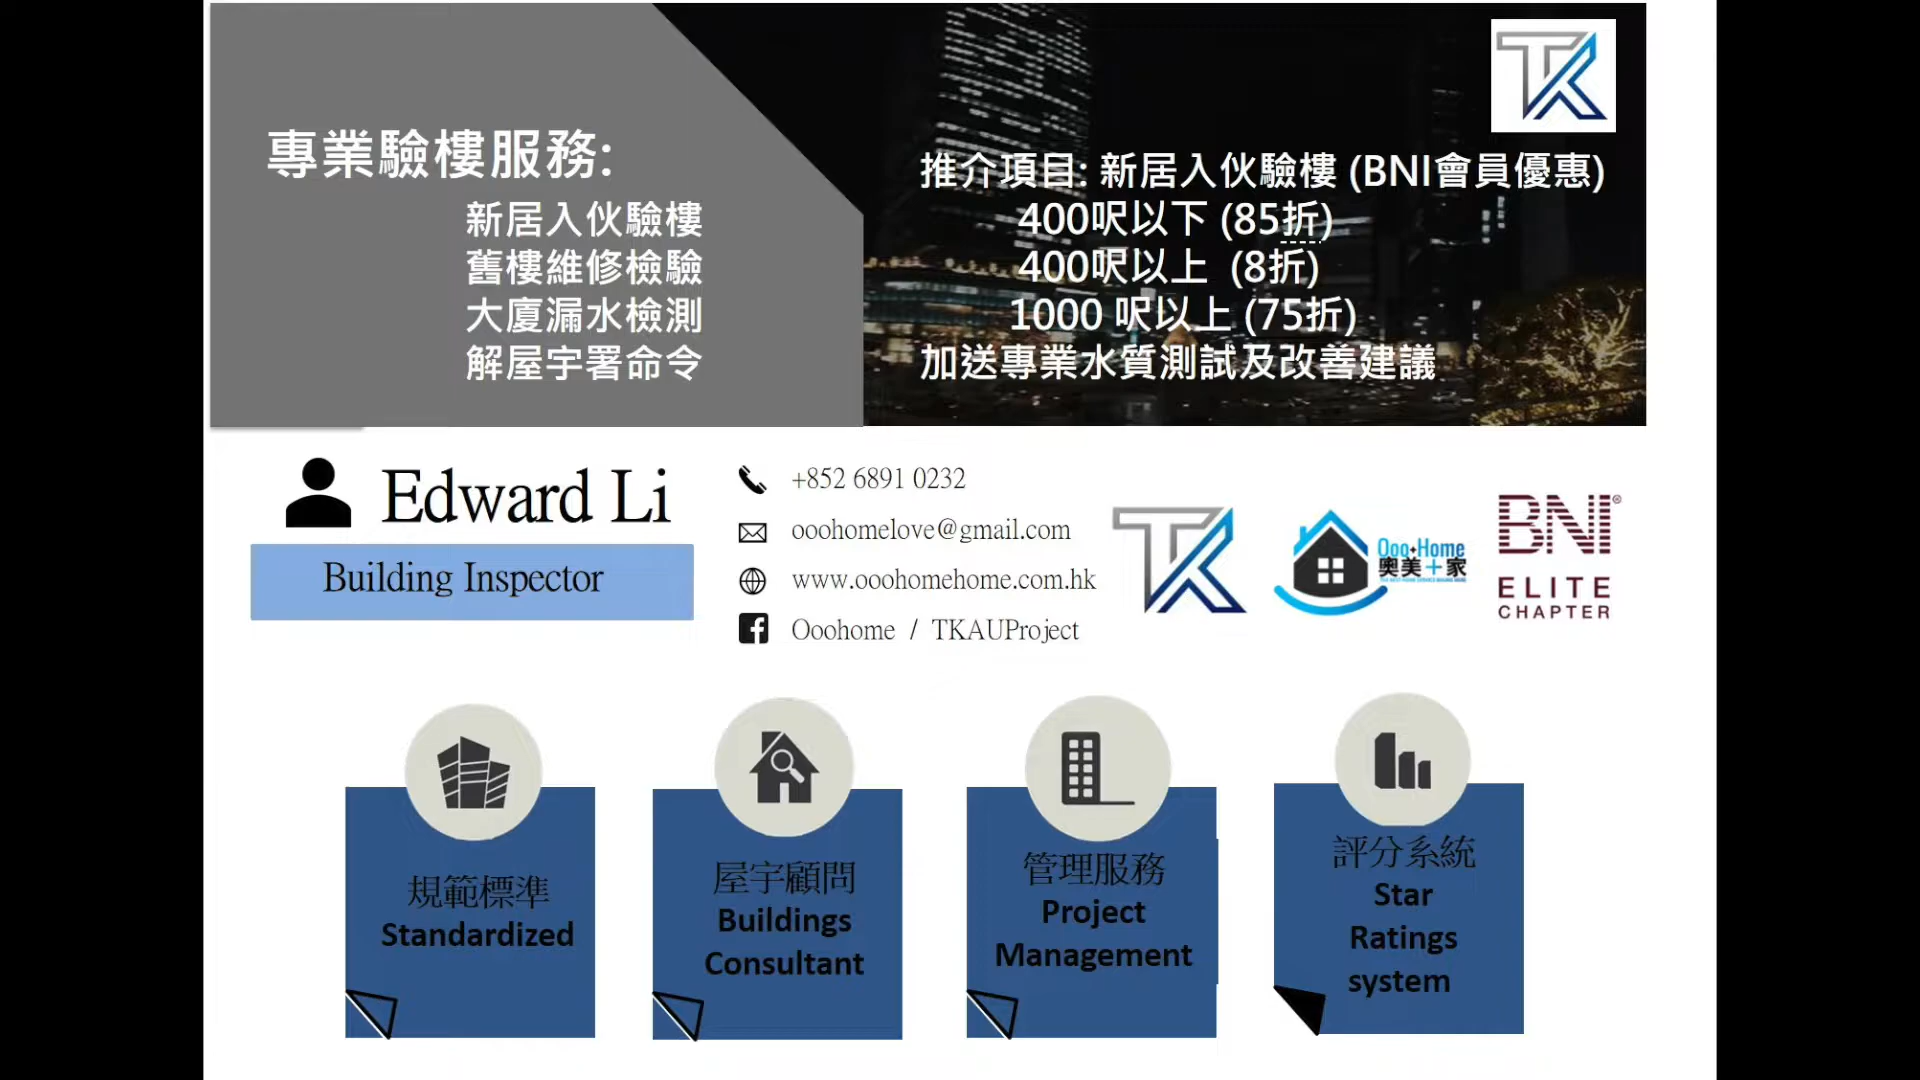 專業驗樓服務:
新居入伙驗樓
舊樓維修檢驗
大廈漏水檢測
解屋宇署命令
TK
推介項目: 新居入伙驗樓 (BNI會員優惠)
400呎以下 (85折)
400呎以上 (8折)
1000 呎以上 (75折)
加送專業水質測試及改善建議
Edward Li
Building Inspector
+852 6891 0232
ooohomelove@gmail.com
www.ooohomehome.com.hk
Ooohome / TKAUProject
TK
Ooo+Home
奧美+家
BNI®
ELITE
CHAPTER
規範標準
Standardized
屋宇顧問
Buildings
Consultant
管理服務
Project
Management
評分系統
Star
Ratings
system